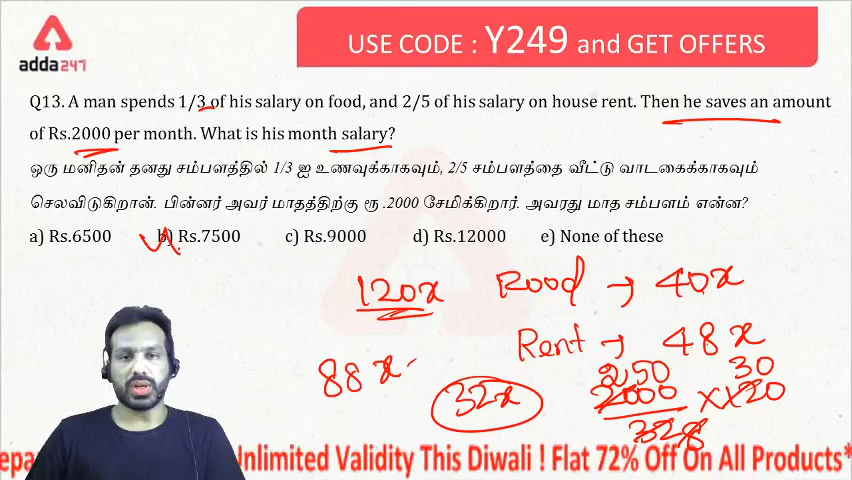 adda247
USE CODE : Y249 and GET OFFERS
Q13. A man spends 1/3 of his salary on food, and 2/5 of his salary on house rent. Then he saves an amount
of Rs.2000 per month. What is his month salary?
ஒரு மனிதன் தனது சம்பளத்தில் 1/3 ஐ உணவுக்காகவும், 2/5 சம்பளத்தை வீட்டு வாடகைக்காகவும்
செலவிடுகிறான். பின்னர் அவர் மாதத்திற்கு ரூ .2000 சேமிக்கிறார். அவரது மாத சம்பளம் என்ன?
a) Rs.6500 b) Rs.7500 c) Rs.9000 d) Rs.12000 e) None of these
120x Food → 40x
Rent → 48x
88x
32x
250 30
2000 × 120
32 8
Unlimited Validity This Diwali ! Flat 72% Off On All Products*